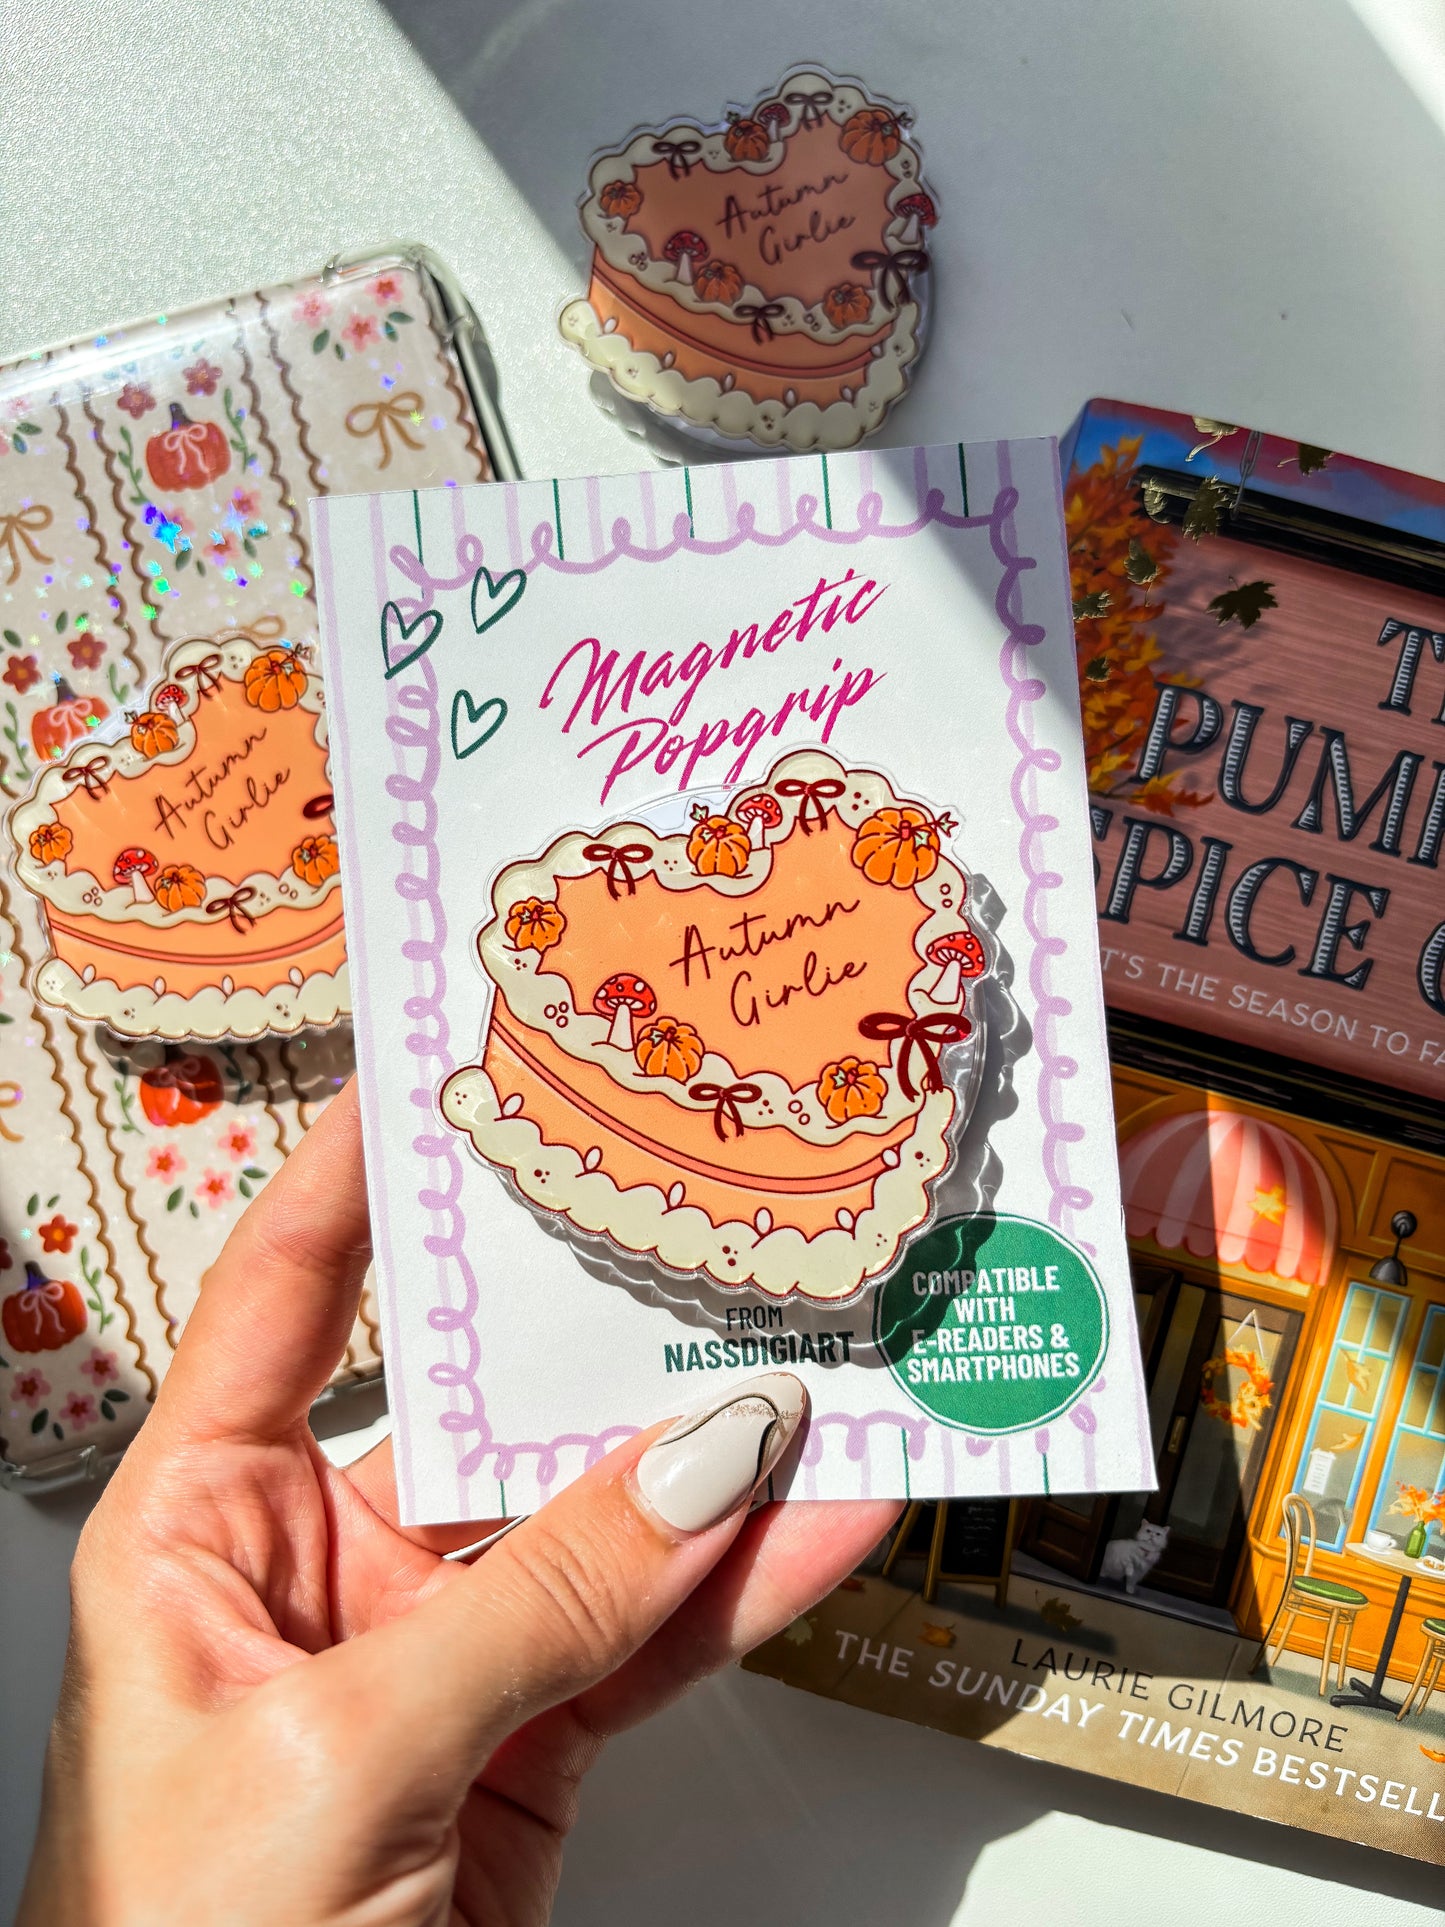 Autumn
Girlie
Magnetic
Popgrip
Autumn
Girlie
Autumn
Girlie
FROM
NASSDIGIART
COMPATIBLE
WITH
E-READERS &
SMARTPHONES
PUM
SPICE
T'S THE SEASON TO FA
LAURIE GILMORE
THE SUNDAY TIMES BESTSELL